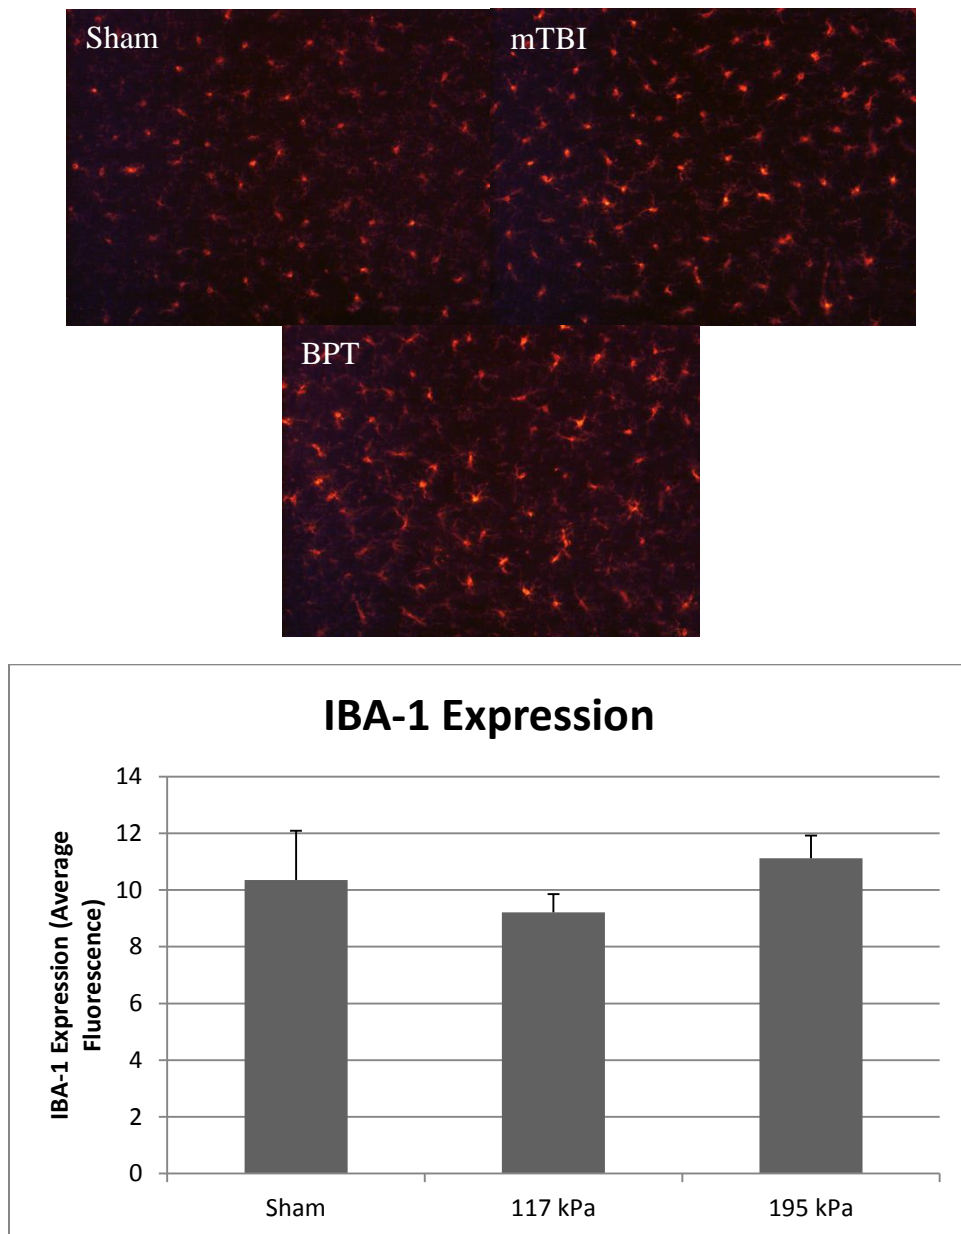 Sham
mTBI
BPT
IBA-1 Expression
IBA-1 Expression (Average
Fluorescence)
14
12
10
8
6
4
2
0
Sham
117 kPa
195 kPa